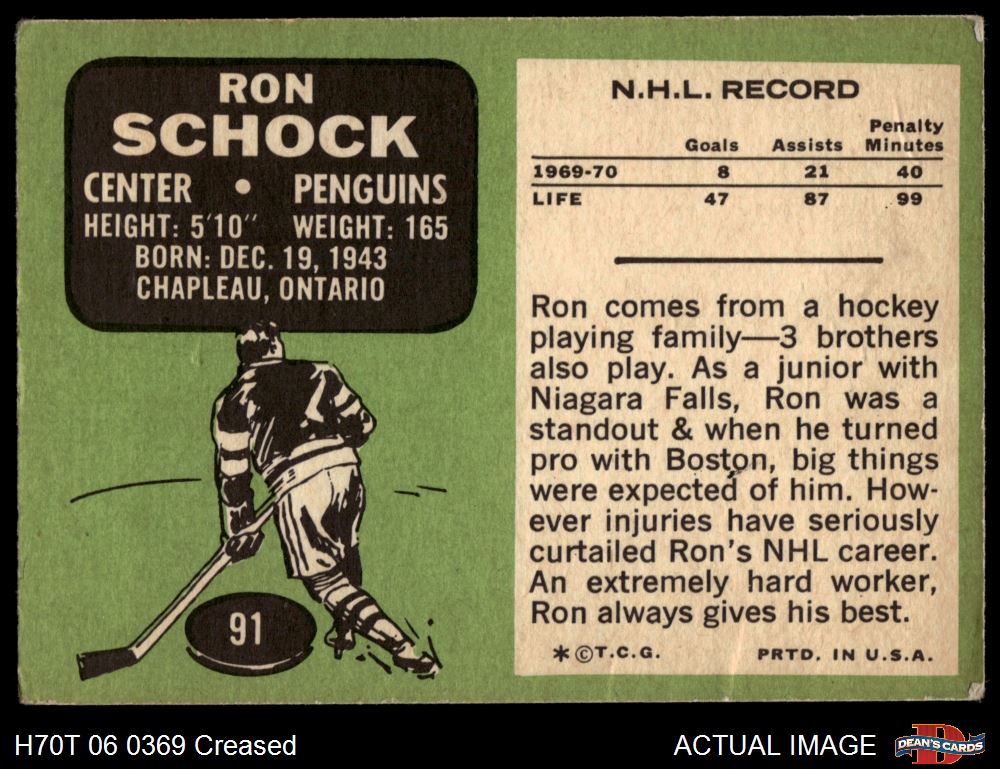 RON
SCHOCK
CENTER • PENGUINS
HEIGHT: 5'10" WEIGHT: 165
BORN: DEC. 19, 1943
CHAPLEAU, ONTARIO
91
N.H.L. RECORD
Goals Assists Penalty Minutes
1969-70 8 21 40
LIFE 47 87 99
Ron comes from a hockey
playing family—3 brothers
also play. As a junior with
Niagara Falls, Ron was a
standout & when he turned
pro with Boston, big things
were expected of him. How-
ever injuries have seriously
curtailed Ron's NHL career.
An extremely hard worker,
Ron always gives his best.
*©T.C.G. PRTD. IN U.S.A.
H70T 06 0369 Creased
ACTUAL IMAGE
D
DEAN'S CARDS